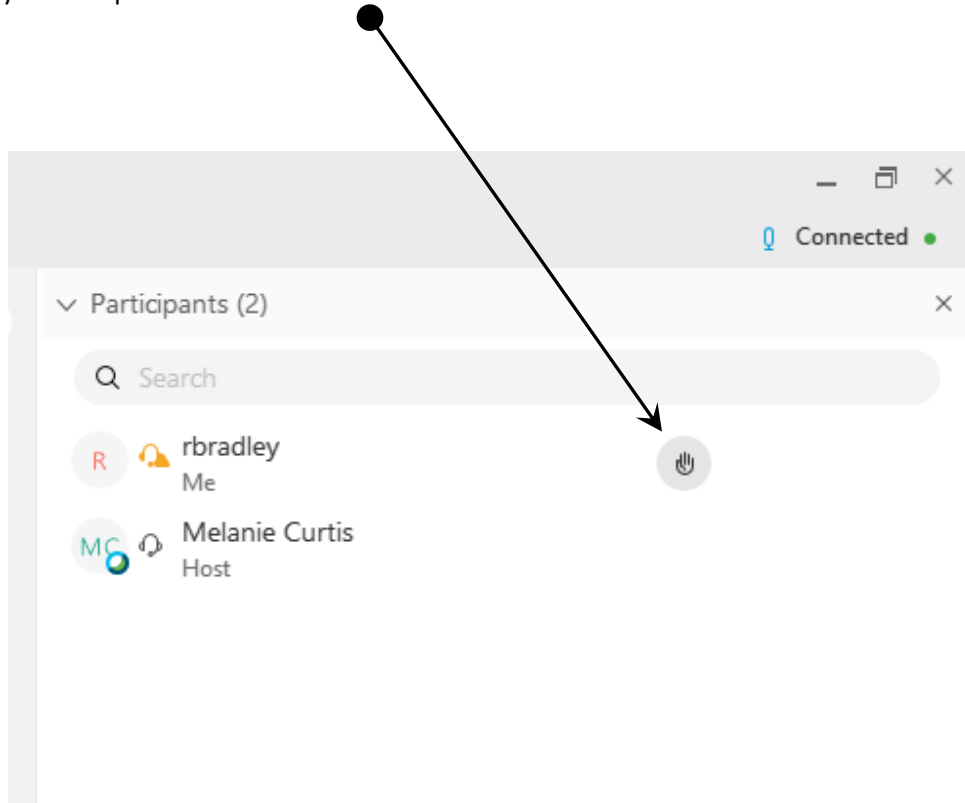 Connected
Participants (2)
Search
R rbradley
Me
MC Melanie Curtis
Host